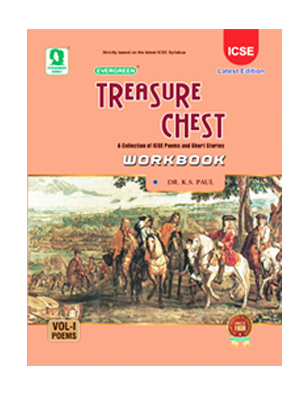 Strictly based on the latest ICSE Syllabus
ICSE
Latest Edition
EVERGREEN
TREASURE
CHEST
A Collection of ICSE Poems and Short Stories
WORKBOOK
DR. K.S. PAUL
VOL-I
POEMS